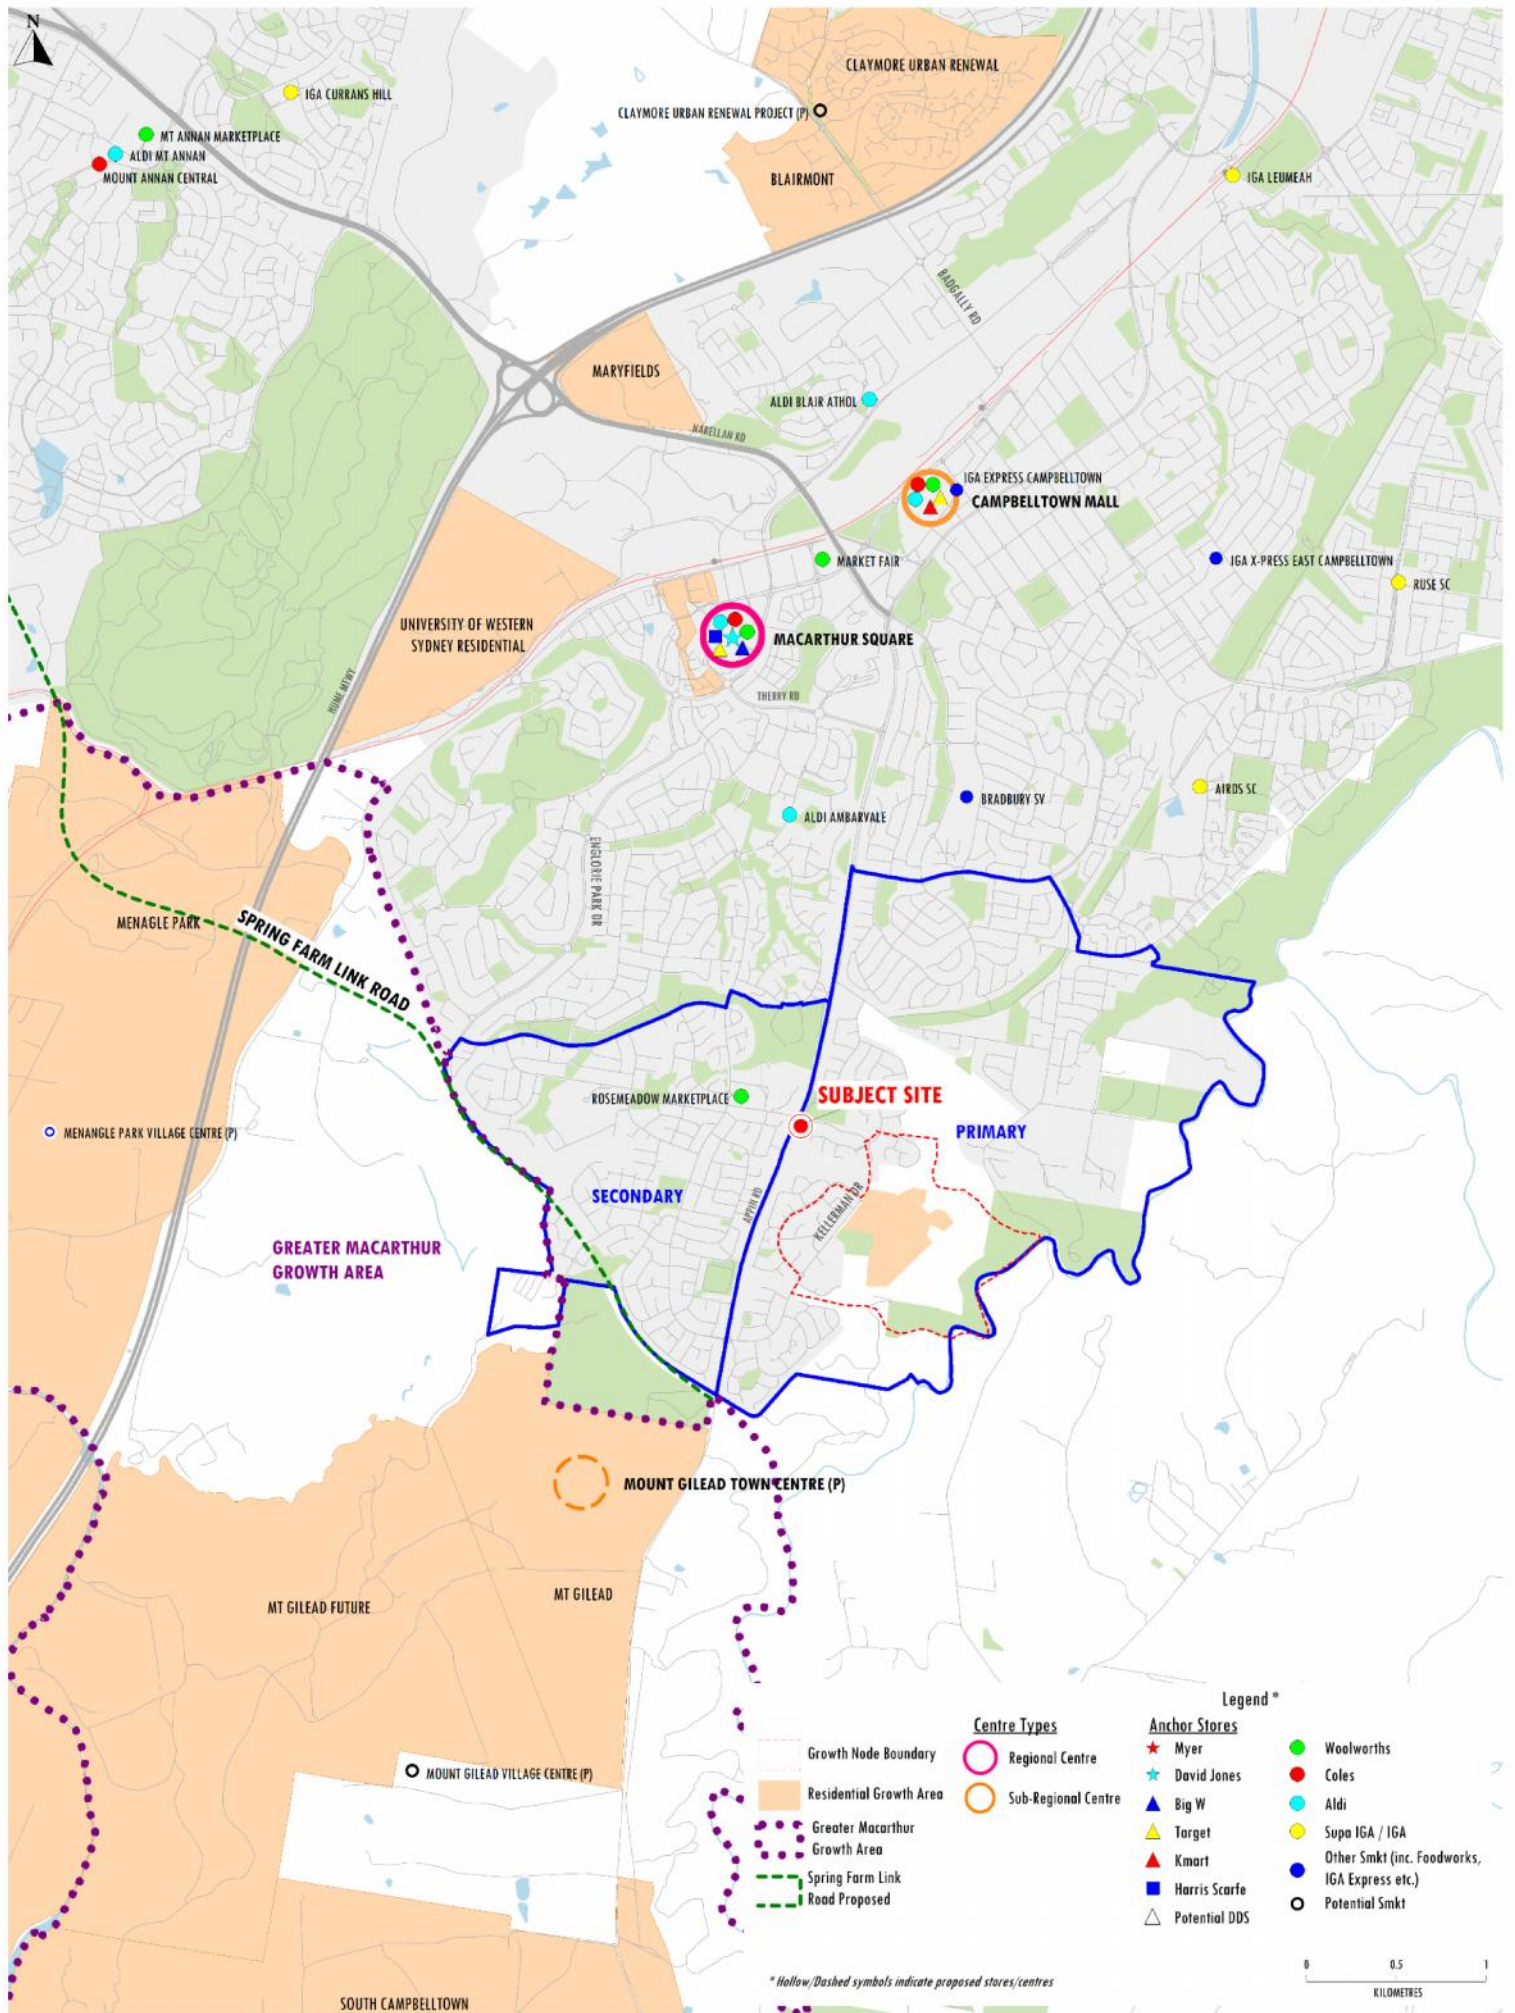 N
CLAYMORE URBAN RENEWAL
IGA CURRANS HILL
CLAYMORE URBAN RENEWAL PROJECT (P)
MT ANNAN MARKETPLACE
ALDI MT ANNAN
MOUNT ANNAN CENTRAL
BLAIRMONT
IGA LEUMEAH
BADGALLY RD
MARYFIELDS
ALDI BLAIR ATHOL
NARELLAN RD
IGA EXPRESS CAMPBELLTOWN
CAMPBELLTOWN MALL
MARKET FAIR
IGA X-PRESS EAST CAMPBELLTOWN
RUSE SC
UNIVERSITY OF WESTERN
SYDNEY RESIDENTIAL
MACARTHUR SQUARE
HUME MTWY
THERRY RD
AIRDS SC
BRADBURY SV
ALDI AMBARVALE
ENGLORIE PARK DR
MENAGLE PARK
SPRING FARM LINK ROAD
ROSEMEADOW MARKETPLACE
SUBJECT SITE
MENANGLE PARK VILLAGE CENTRE (P)
PRIMARY
SECONDARY
APPIN RD
KELLERMAN DR
GREATER MACARTHUR
GROWTH AREA
MOUNT GILEAD TOWN CENTRE (P)
MT GILEAD FUTURE
MT GILEAD
MOUNT GILEAD VILLAGE CENTRE (P)
SOUTH CAMPBELLTOWN
Legend *
Growth Node Boundary
Residential Growth Area
Greater Macarthur
Growth Area
Spring Farm Link
Road Proposed
Centre Types
Regional Centre
Sub-Regional Centre
Anchor Stores
Myer
David Jones
Big W
Target
Kmart
Harris Scarfe
Potential DDS
Woolworths
Coles
Aldi
Supa IGA / IGA
Other Smkt (inc. Foodworks,
IGA Express etc.)
Potential Smkt
* Hollow/Dashed symbols indicate proposed stores/centres
0 0.5 1
KILOMETRES